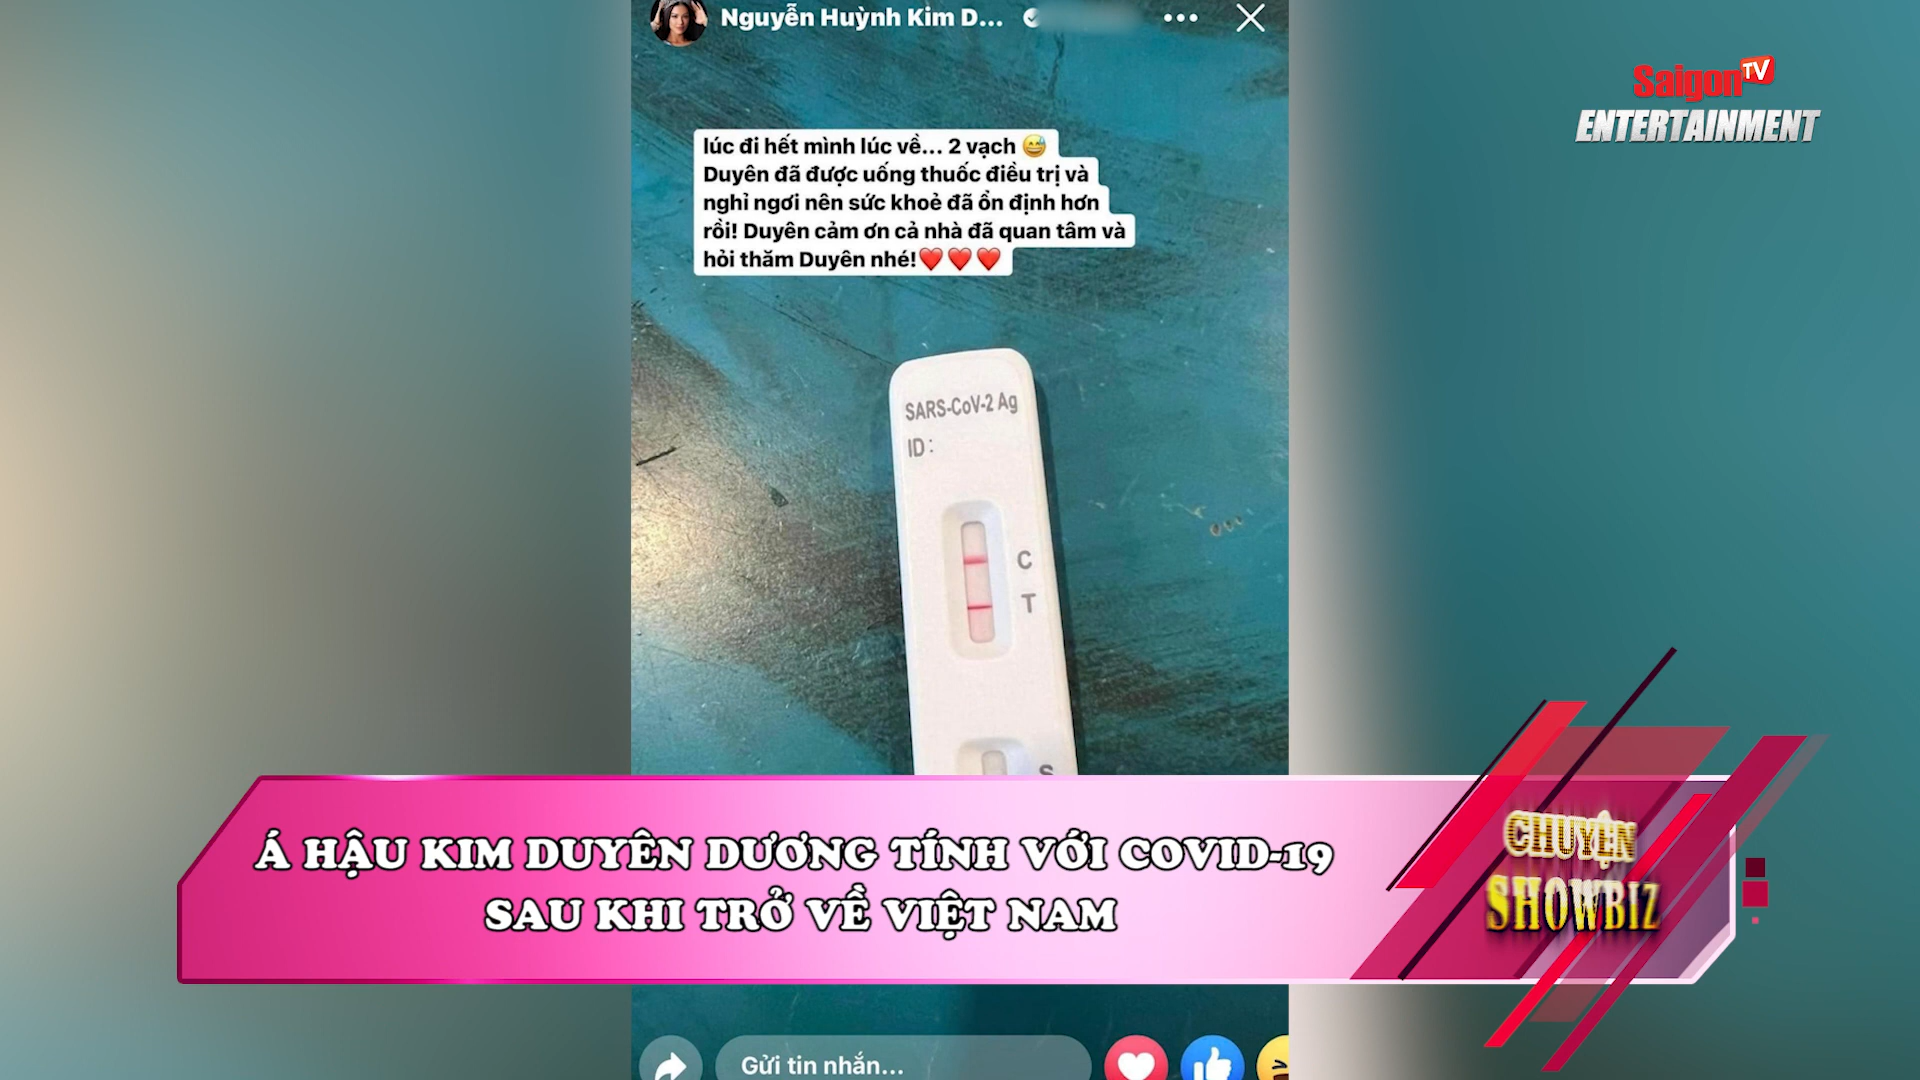 Nguyễn Huỳnh Kim D...
Saigon TV
ENTERTAINMENT
lúc đi hết mình lúc về... 2 vạch 😅
Duyên đã được uống thuốc điều trị và
nghỉ ngơi nên sức khoẻ đã ổn định hơn
rồi! Duyên cảm ơn cả nhà đã quan tâm và
hỏi thăm Duyên nhé!❤️❤️❤️
SARS-CoV-2 Ag
ID :
C
T
S
Á HẬU KIM DUYÊN DƯƠNG TÍNH VỚI COVID-19
SAU KHI TRỞ VỀ VIỆT NAM
CHUYỆN
SHOWBIZ
Gửi tin nhắn...